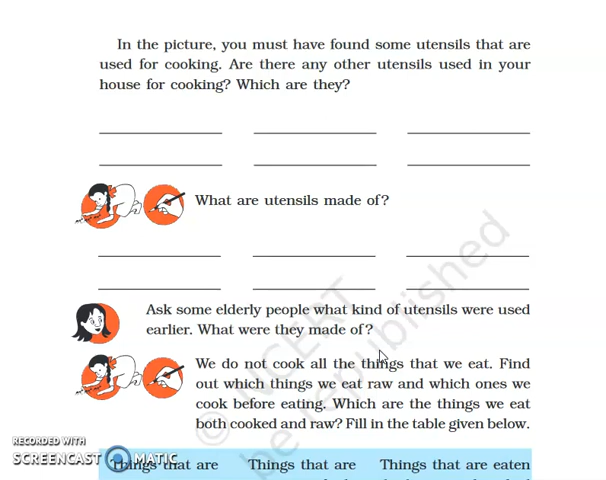 In the picture, you must have found some utensils that are
used for cooking. Are there any other utensils used in your
house for cooking? Which are they?
What are utensils made of?
Ask some elderly people what kind of utensils were used
earlier. What were they made of?
We do not cook all the things that we eat. Find
out which things we eat raw and which ones we
cook before eating. Which are the things we eat
both cooked and raw? Fill in the table given below.
© NCERT
be republished
RECORDED WITH
SCREENCAST MATIC
Things that are Things that are Things that are eaten